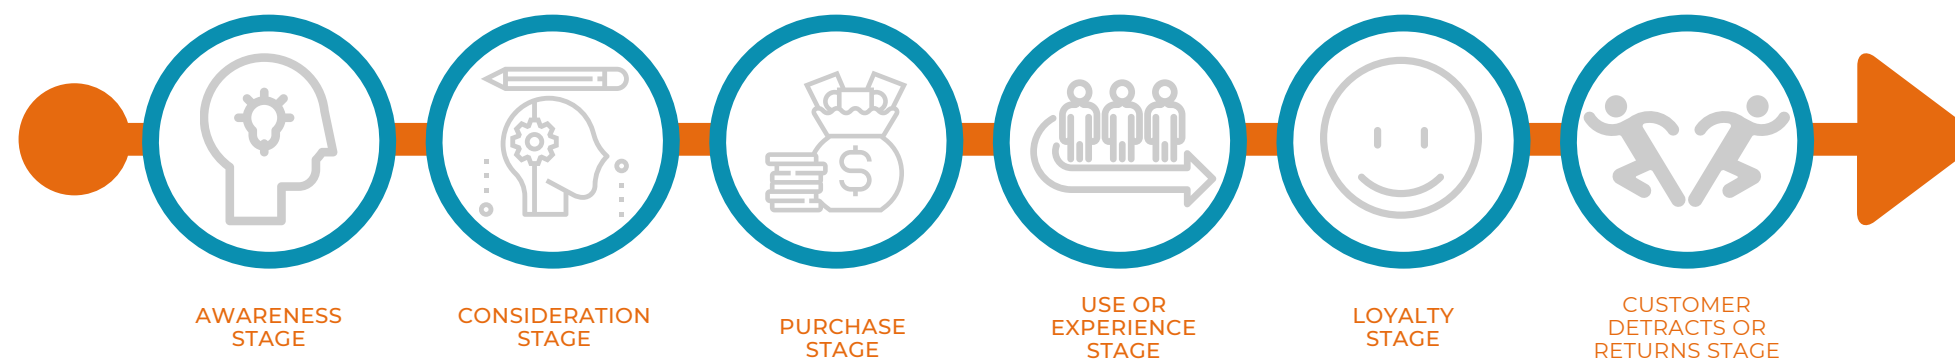 AWARENESS
STAGE
CONSIDERATION
STAGE
PURCHASE
STAGE
USE OR
EXPERIENCE
STAGE
LOYALTY
STAGE
CUSTOMER
DETRACTS OR
RETURNS STAGE
$